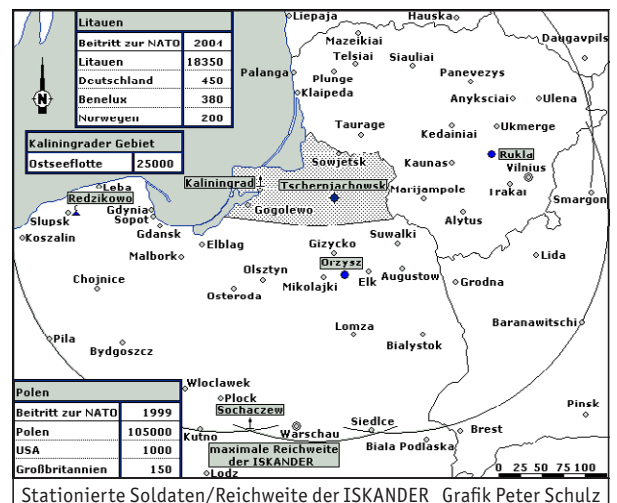 Litauen
Beitritt zur NATO 2004
Litauen 18350
Deutschland 450
Benelux 380
Norwegen 200
Kaliningrader Gebiet
Ostseeflotte 25000
N
Liepaja
Hauska
Daugavpils
Mazeikiai
Telsiai
Siauliai
Palanga
Plunge
Panevezys
Klaipeda
Anyksciai
Ulena
Taurage
Kedainiai
Ukmerge
Sowjetsk
Kaunas
Rukla
Vilnius
Kaliningrad
Tschernjachowsk
Marijampole
Trakai
Smargon
Leba
Redzikowo
Gdynia
Sopot
Slupsk
Gogolewo
Alytus
Koszalin
Gdansk
Elblag
Suwalki
Gizycko
Malbork
Lida
Orzysz
Olsztyn
Chojnice
Mikolajki
Elk
Augustow
Grodna
Osteroda
Baranawitschi
Lomza
Pila
Bialystok
Bydgoszcz
Wloclawek
Plock
Pinsk
Sochaczew
Siedlce
Kutno
Warschau
Brest
Biala Podlaska
maximale Reichweite
der ISKANDER
Lodz
0 25 50 75 100
Polen
Beitritt zur NATO 1999
Polen 105000
USA 1000
Großbritannien 150
Stationierte Soldaten/Reichweite der ISKANDER Grafik Peter Schulz